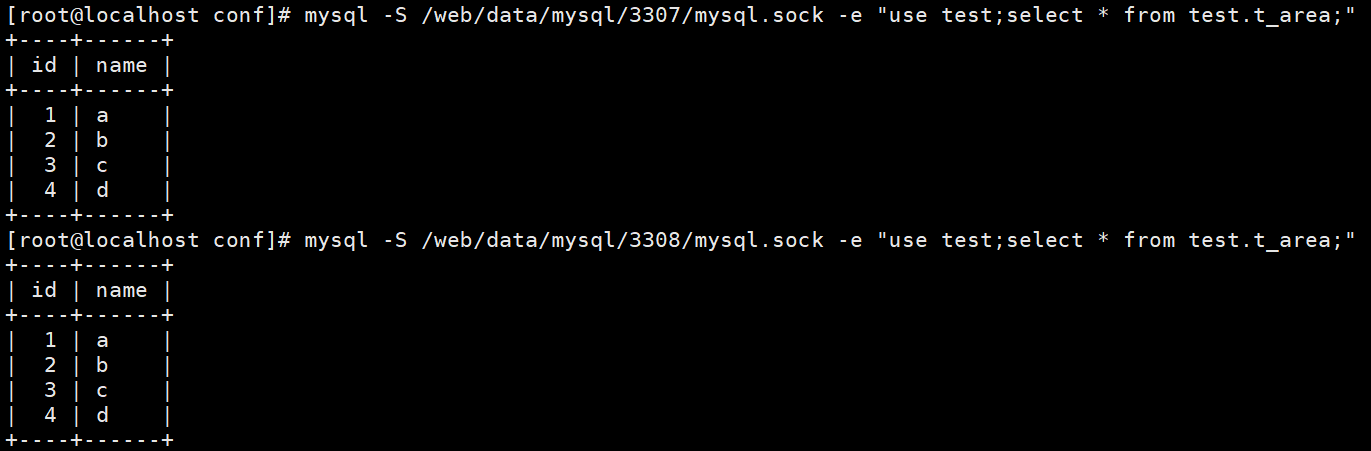 [root@localhost conf]# mysql -S /web/data/mysql/3307/mysql.sock -e "use test;select * from test.t_area;"
+----+------+
| id | name |
+----+------+
|  1 | a    |
|  2 | b    |
|  3 | c    |
|  4 | d    |
+----+------+
[root@localhost conf]# mysql -S /web/data/mysql/3308/mysql.sock -e "use test;select * from test.t_area;"
+----+------+
| id | name |
+----+------+
|  1 | a    |
|  2 | b    |
|  3 | c    |
|  4 | d    |
+----+------+